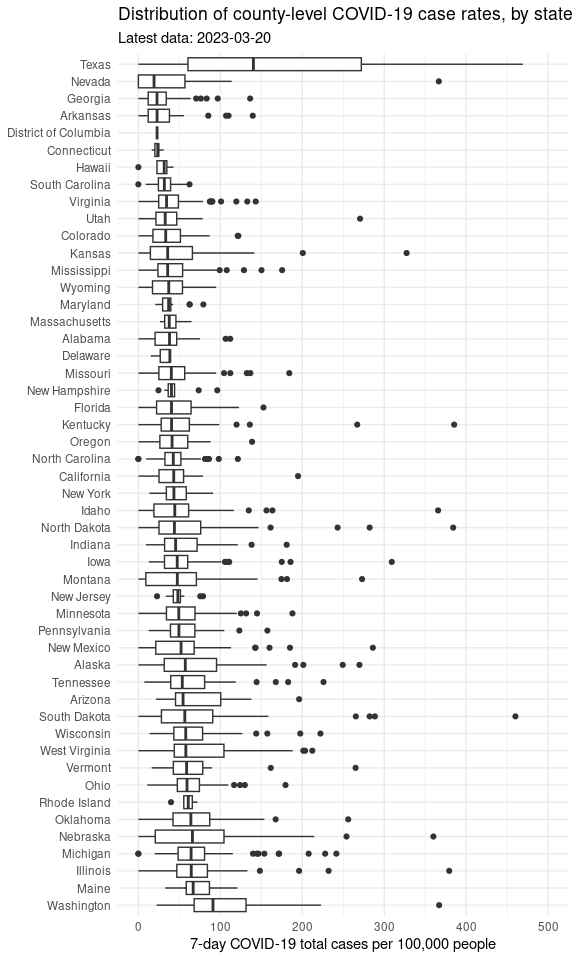 Distribution of county-level COVID-19 case rates, by state
Latest data: 2023-03-20
Texas
Nevada
Georgia
Arkansas
District of Columbia
Connecticut
Hawaii
South Carolina
Virginia
Utah
Colorado
Kansas
Mississippi
Wyoming
Maryland
Massachusetts
Alabama
Delaware
Missouri
New Hampshire
Florida
Kentucky
Oregon
North Carolina
California
New York
Idaho
North Dakota
Indiana
Iowa
Montana
New Jersey
Minnesota
Pennsylvania
New Mexico
Alaska
Tennessee
Arizona
South Dakota
Wisconsin
West Virginia
Vermont
Ohio
Rhode Island
Oklahoma
Nebraska
Michigan
Illinois
Maine
Washington
0 100 200 300 400 500
7-day COVID-19 total cases per 100,000 people